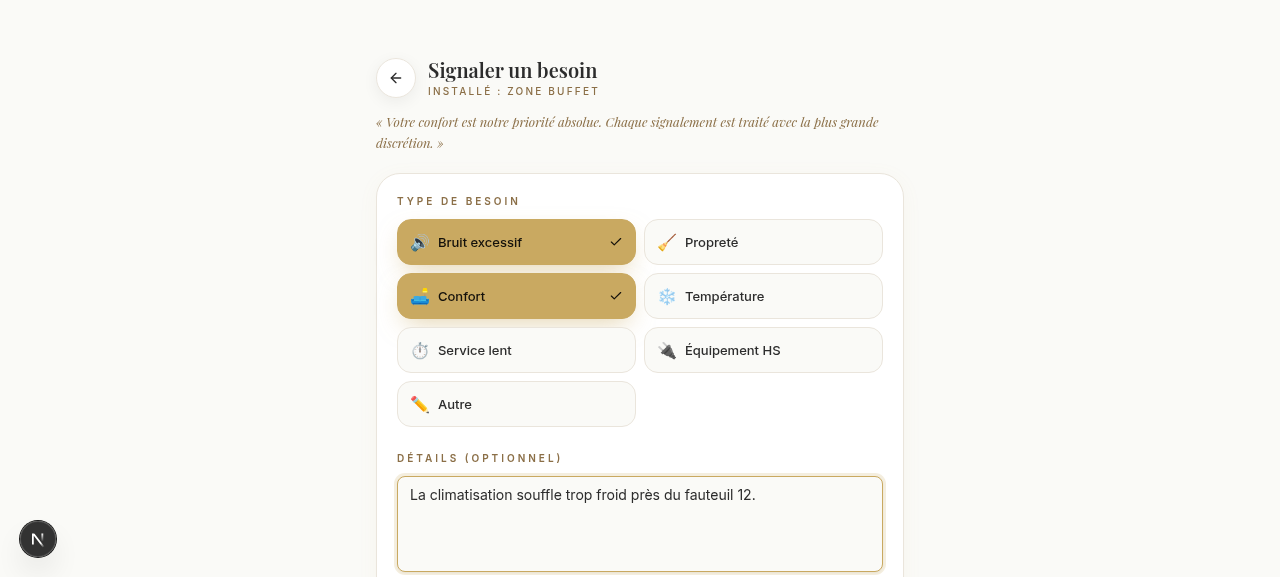 Signaler un besoin
INSTALLÉ : ZONE BUFFET
« Votre confort est notre priorité absolue. Chaque signalement est traité avec la plus grande
discrétion. »
TYPE DE BESOIN
Bruit excessif
Propreté
Confort
Température
Service lent
Équipement HS
Autre
DÉTAILS (OPTIONNEL)
La climatisation souffle trop froid près du fauteuil 12.
N